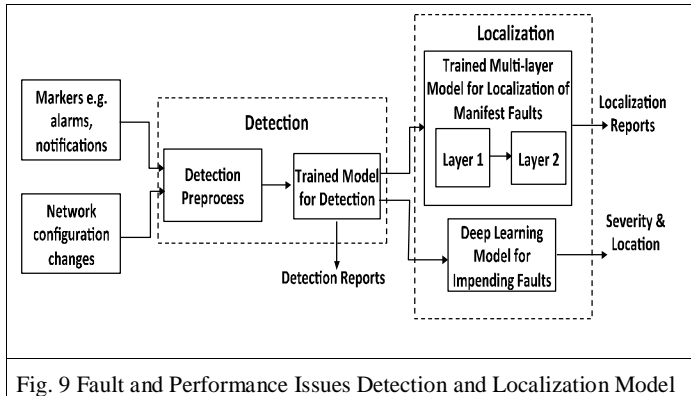 Markers e.g.
alarms,
notifications
Network
configuration
changes
Detection
Detection
Preprocess
Trained Model
for Detection
Detection Reports
Localization
Trained Multi-layer
Model for Localization of
Manifest Faults
Layer 1
Layer 2
Localization
Reports
Deep Learning
Model for
Impending Faults
Severity &
Location
Fig. 9 Fault and Performance Issues Detection and Localization Model